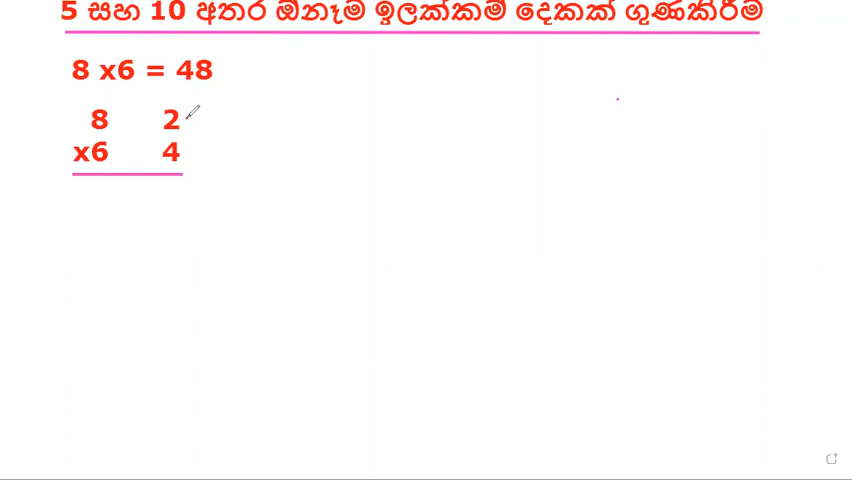 5 සහ 10 අතර ඕනෑම ඉලක්කම් දෙකක් ගුණකිරීම
8 x6 = 48
8 2
x6 4